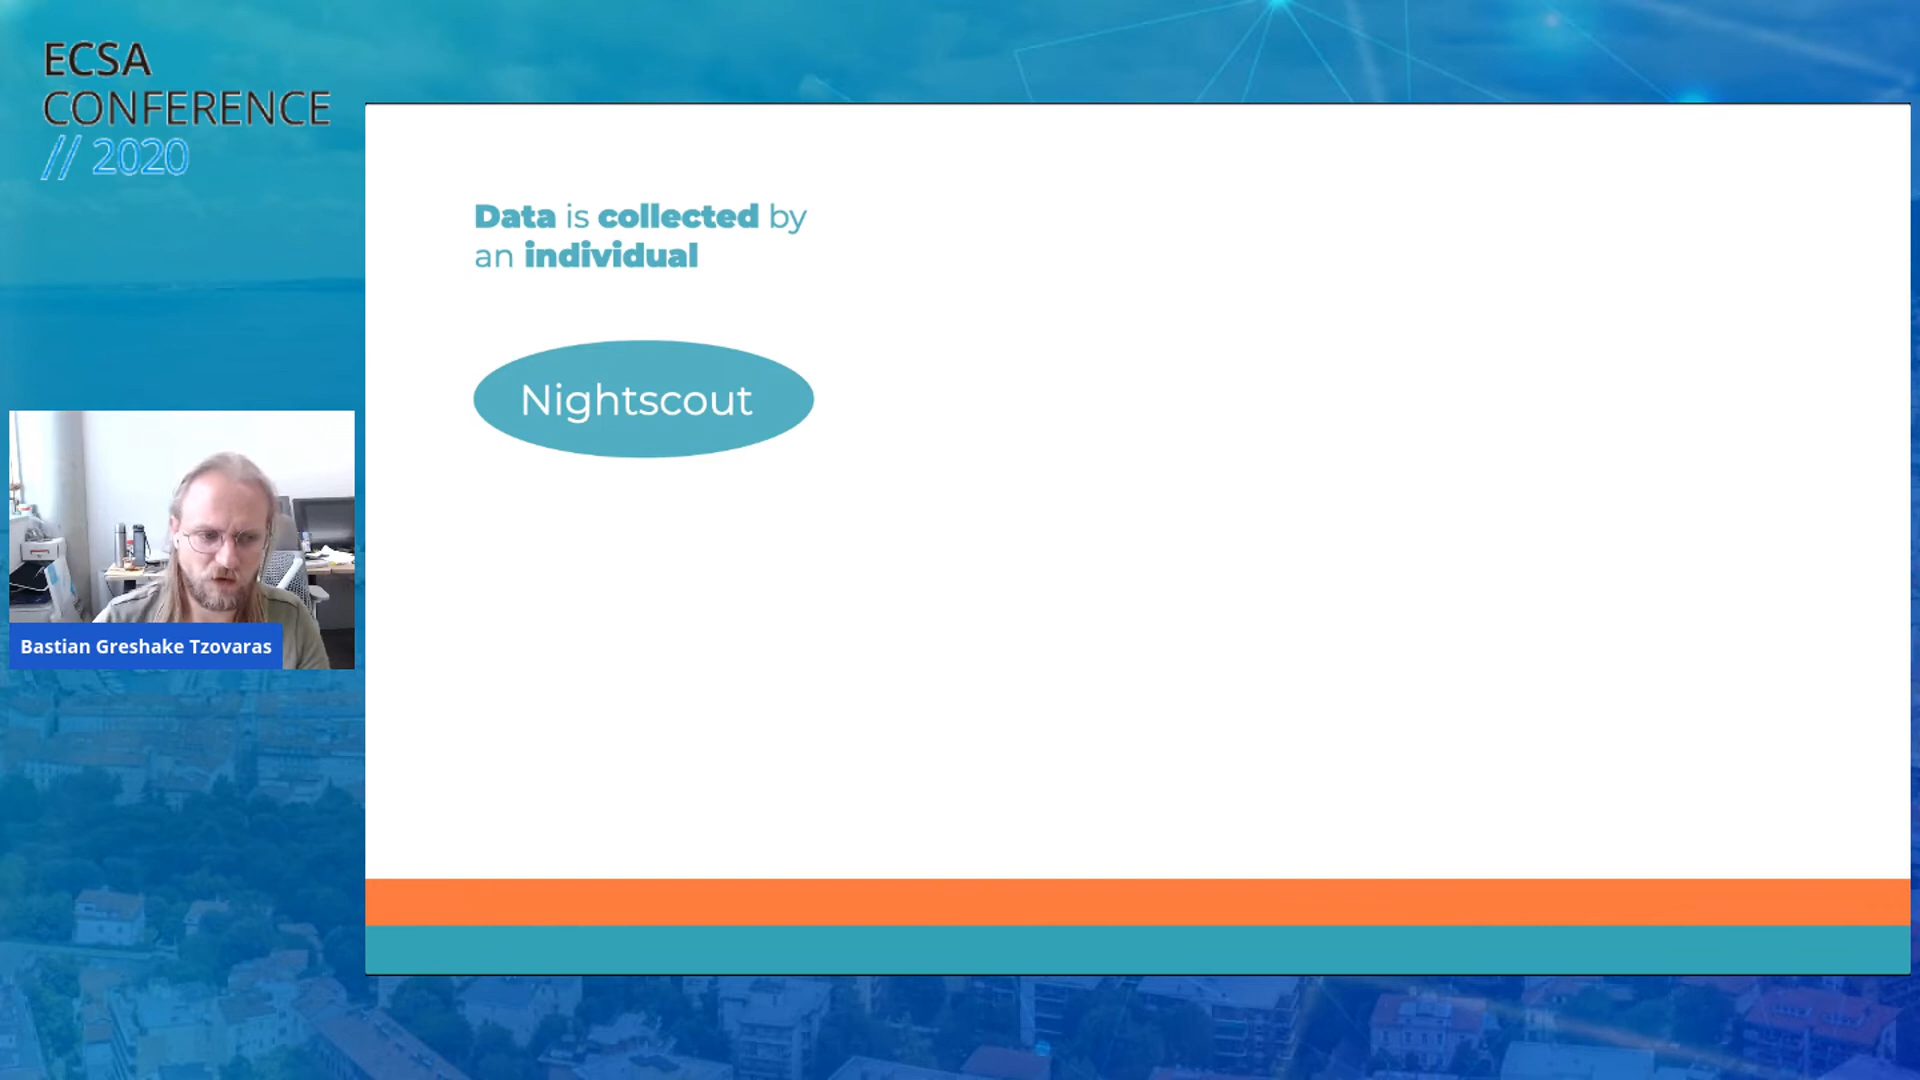 ECSA
CONFERENCE
// 2020
Data is collected by
an individual
Nightscout
Bastian Greshake Tzovaras